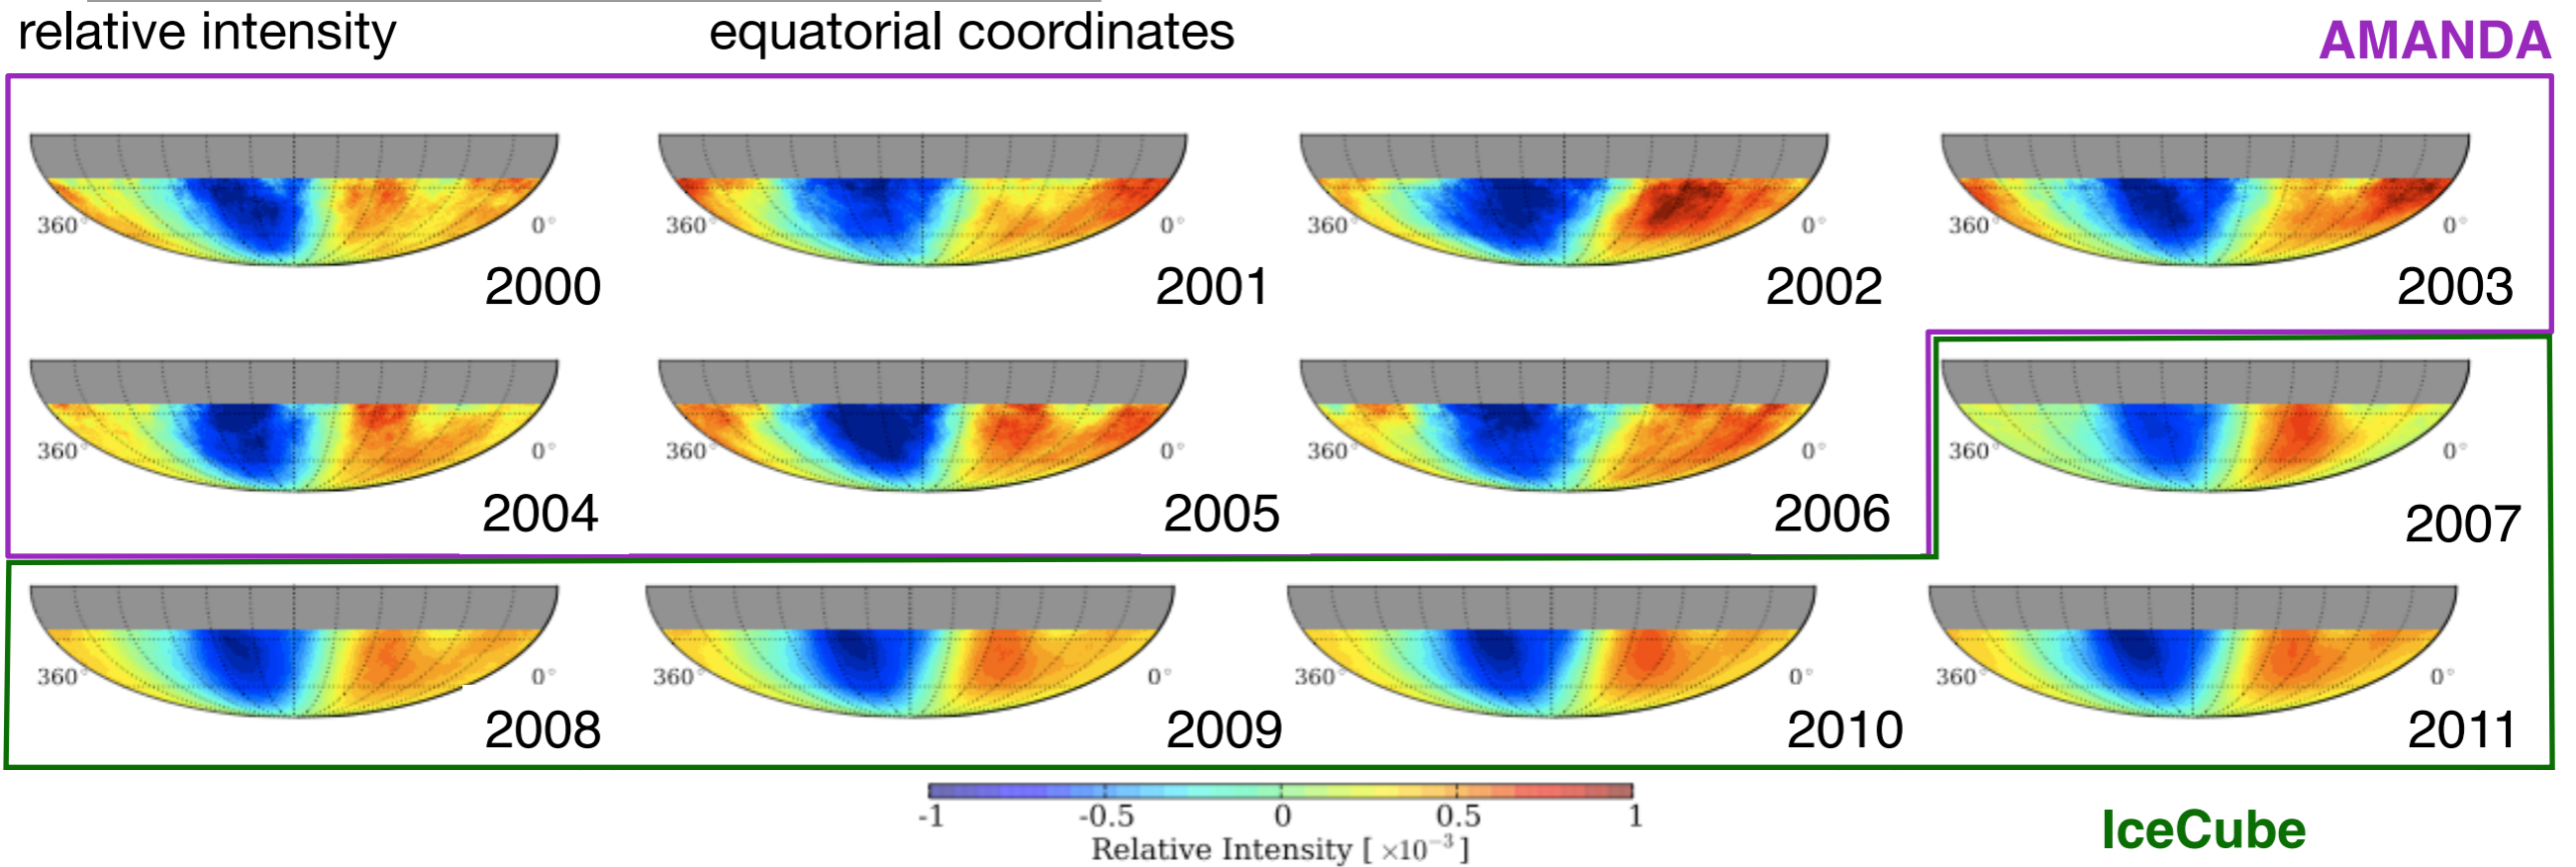 relative intensity equatorial coordinates AMANDA
360° 0° 360° 0° 360° 0° 360° 0°
2000 2001 2002 2003
360° 0° 360° 0° 360° 0° 360° 0°
2004 2005 2006 2007
360° 0° 360° 0° 360° 0° 360° 0°
2008 2009 2010 2011
-1 -0.5 0 0.5 1
Relative Intensity [ ×10⁻³ ]
IceCube